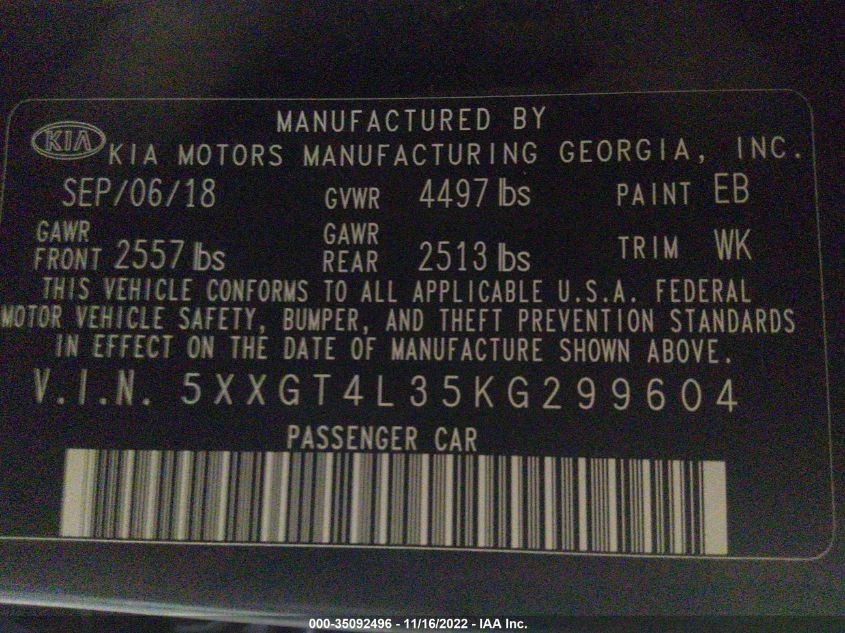 MANUFACTURED BY
KIA KIA MOTORS MANUFACTURING GEORGIA, INC.
SEP/06/18 GVWR 4497 lbs PAINT EB
GAWR FRONT 2557 lbs GAWR REAR 2513 lbs TRIM WK
THIS VEHICLE CONFORMS TO ALL APPLICABLE U.S.A. FEDERAL
MOTOR VEHICLE SAFETY, BUMPER, AND THEFT PREVENTION STANDARDS
IN EFFECT ON THE DATE OF MANUFACTURE SHOWN ABOVE.
V.I.N. 5XXGT4L35KG299604
PASSENGER CAR
000-35092496 - 11/16/2022 - IAA Inc.